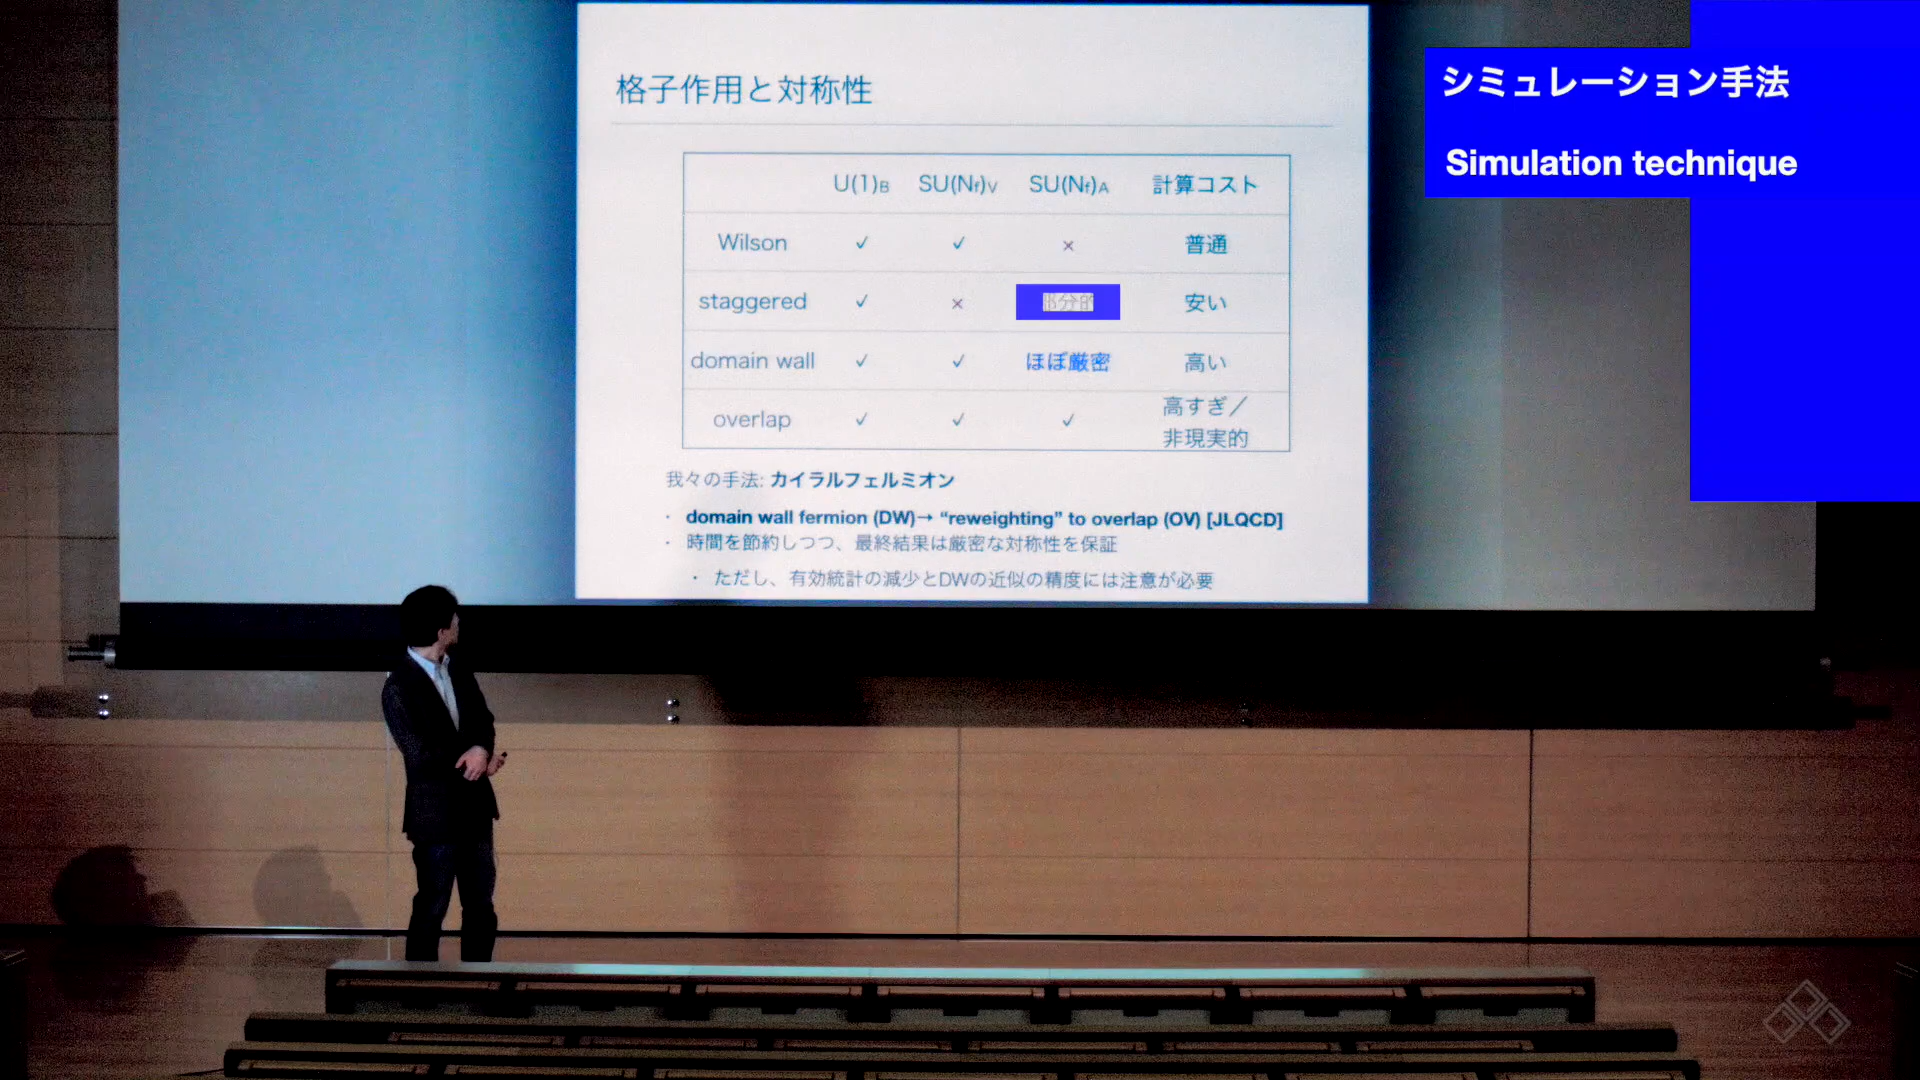 格子作用と対称性
U(1)B SU(Nf)V SU(Nf)A 計算コスト
Wilson ✓ ✓ × 普通
staggered ✓ × 部分的 安い
domain wall ✓ ✓ ほぼ厳密 高い
overlap ✓ ✓ ✓ 高すぎ／
非現実的
我々の手法: カイラルフェルミオン
・ domain wall fermion (DW)→ “reweighting” to overlap (OV) [JLQCD]
・ 時間を節約しつつ、最終結果は厳密な対称性を保証
・ ただし、有効統計の減少とDWの近似の精度には注意が必要
シミュレーション手法
Simulation technique